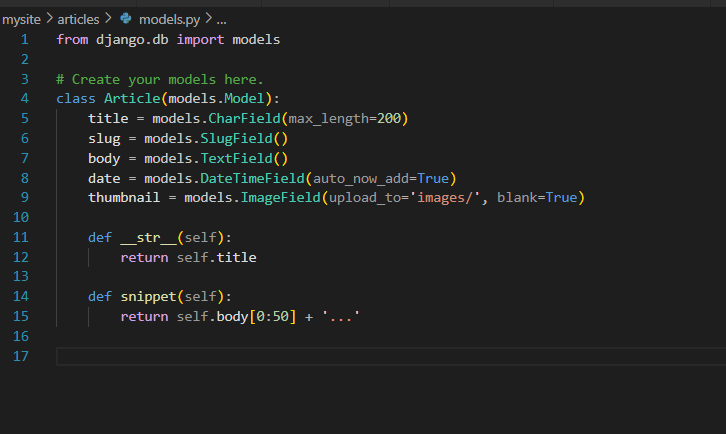 mysite > articles > models.py > ...
1 from django.db import models
2
3 # Create your models here.
4 class Article(models.Model):
5     title = models.CharField(max_length=200)
6     slug = models.SlugField()
7     body = models.TextField()
8     date = models.DateTimeField(auto_now_add=True)
9     thumbnail = models.ImageField(upload_to='images/', blank=True)
10
11     def __str__(self):
12         return self.title
13
14     def snippet(self):
15         return self.body[0:50] + '...'
16
17